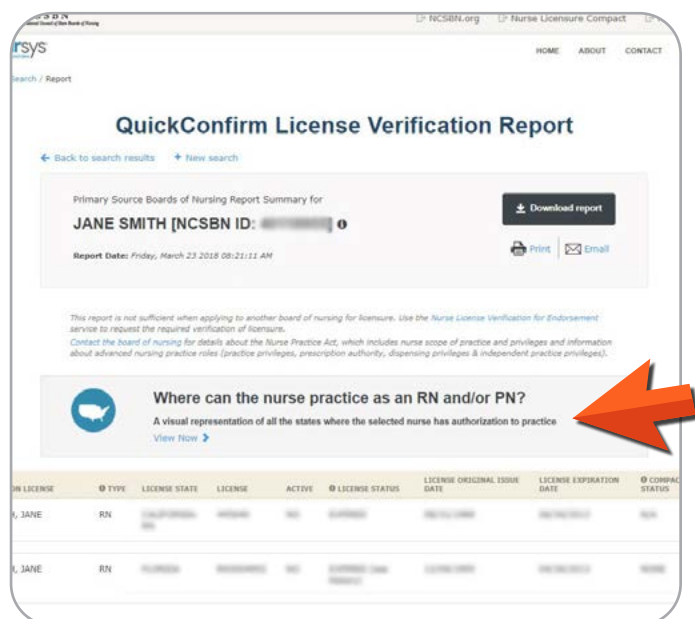 NCSBN.org Nurse Licensure Compact
HOME ABOUT CONTACT
/ Report
QuickConfirm License Verification Report
Back to search results + New search
Primary Source Boards of Nursing Report Summary for
JANE SMITH [NCSBN ID: ]
Download report
Report Date: Friday, March 23 2018 08:21:11 AM
Print Email
This report is not sufficient when applying to another board of nursing for licensure. Use the Nurse License Verification for Endorsement
service to request the required verification of licensure.
Contact the board of nursing for details about the Nurse Practice Act, which includes nurse scope of practice and privileges and information
about advanced nursing practice roles (practice privileges, prescription authority, dispensing privileges & independent practice privileges).
Where can the nurse practice as an RN and/or PN?
A visual representation of all the states where the selected nurse has authorization to practice
View Now
LICENSE TYPE LICENSE STATE LICENSE ACTIVE LICENSE STATUS LICENSE ORIGINAL ISSUE DATE LICENSE EXPIRATION DATE STATUS
JANE RN
JANE RN